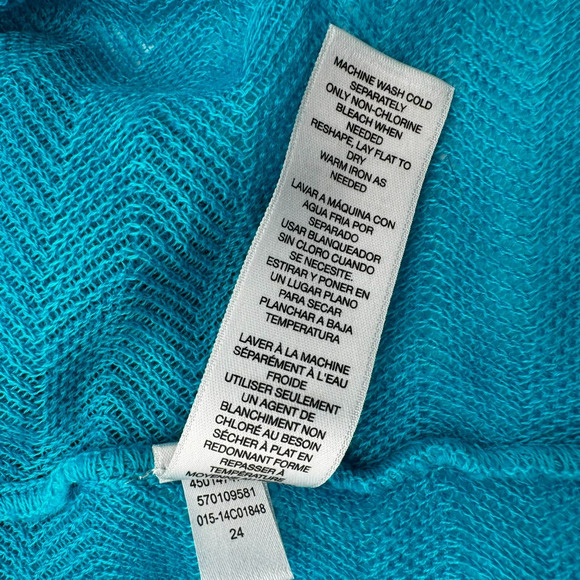 MACHINE WASH COLD
SEPARATELY
ONLY NON-CHLORINE
BLEACH WHEN
NEEDED
RESHAPE, LAY FLAT TO
DRY
WARM IRON AS
NEEDED
LAVAR A MÁQUINA CON
AGUA FRIA POR
SEPARADO
USAR BLANQUEADOR
SIN CLORO CUANDO
SE NECESITE.
ESTIRAR Y PONER EN
UN LUGAR PLANO
PARA SECAR
PLANCHAR A BAJA
TEMPERATURA
LAVER À LA MACHINE
SÉPARÉMENT À L'EAU
FROIDE
UTILISER SEULEMENT
UN AGENT DE
BLANCHIMENT NON
CHLORÉ AU BESOIN
SÉCHER À PLAT EN
REDONNANT FORME
REPASSER À
TEMPÉRATURE
570109581
015-14C01848
24